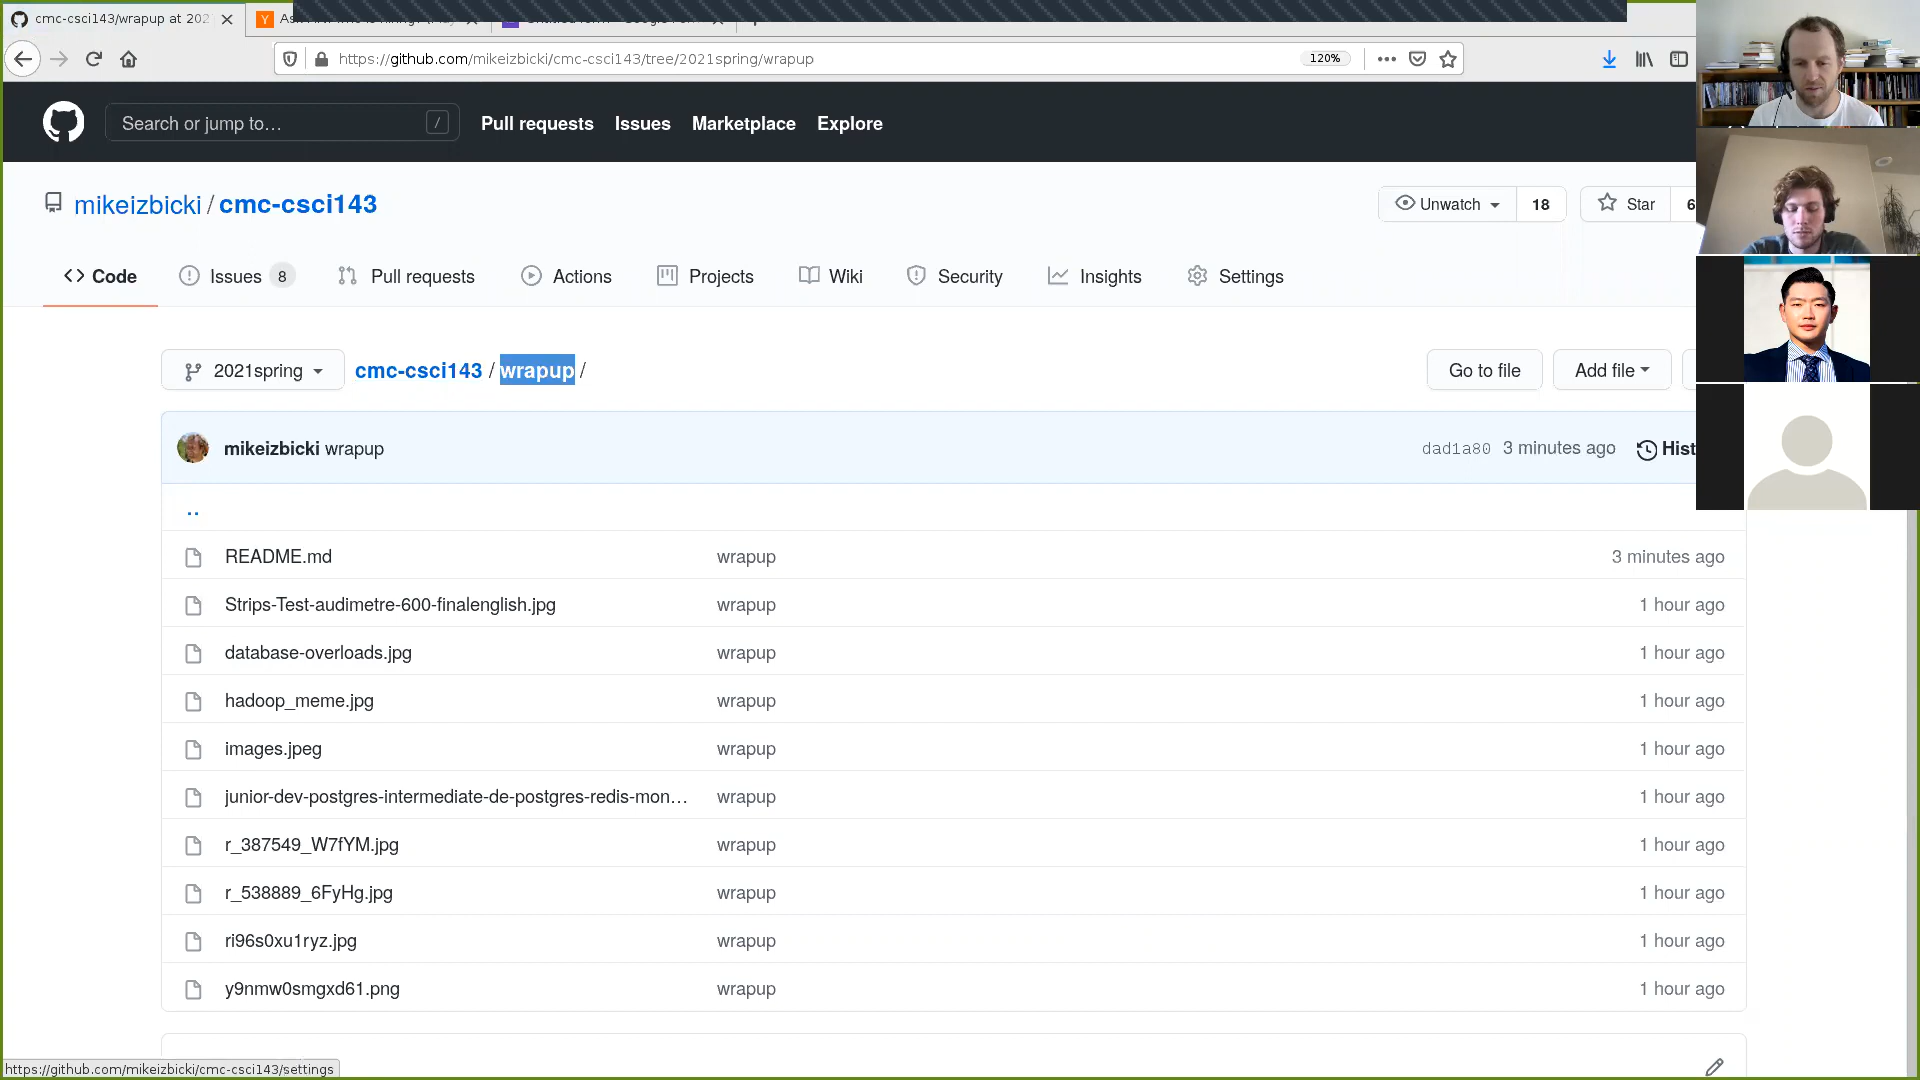 cmc-csci143/wrapup at 202
https://github.com/mikeizbicki/cmc-csci143/tree/2021spring/wrapup
120%
Search or jump to…
/
Pull requests
Issues
Marketplace
Explore
mikeizbicki / cmc-csci143
Unwatch
18
Star
6
Code
Issues 8
Pull requests
Actions
Projects
Wiki
Security
Insights
Settings
2021spring
cmc-csci143 / wrapup /
Go to file
Add file
mikeizbicki wrapup
dad1a80 3 minutes ago
Hist
..
README.md wrapup 3 minutes ago
Strips-Test-audimetre-600-finalenglish.jpg wrapup 1 hour ago
database-overloads.jpg wrapup 1 hour ago
hadoop_meme.jpg wrapup 1 hour ago
images.jpeg wrapup 1 hour ago
junior-dev-postgres-intermediate-de-postgres-redis-mon… wrapup 1 hour ago
r_387549_W7fYM.jpg wrapup 1 hour ago
r_538889_6FyHg.jpg wrapup 1 hour ago
ri96s0xu1ryz.jpg wrapup 1 hour ago
y9nmw0smgxd61.png wrapup 1 hour ago
https://github.com/mikeizbicki/cmc-csci143/settings